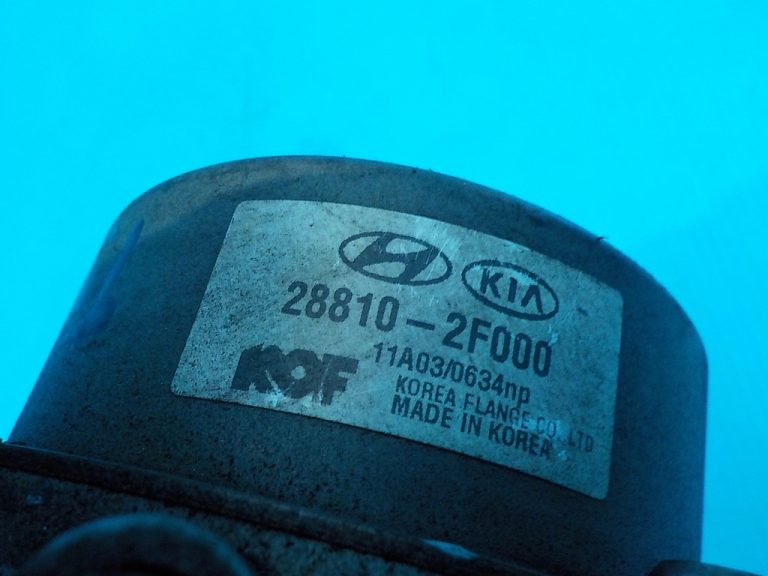 KIA
28810-2F000
11A03/0634np
KOF
KOREA FLANGE CO., LTD
MADE IN KOREA